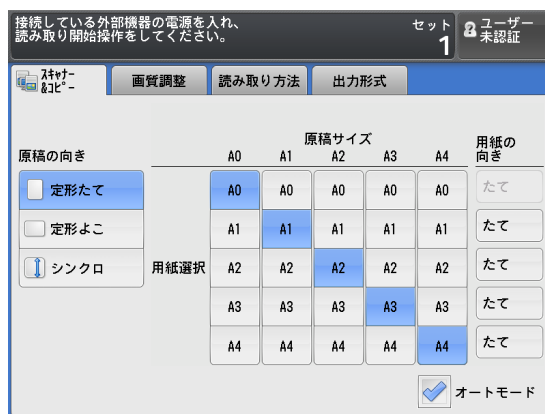 接続している外部機器の電源を入れ、
読み取り開始操作をしてください。
セット
1
ユーザー
未認証
スキャナー
&コピー
画質調整
読み取り方法
出力形式
原稿サイズ
原稿の向き
A0 A1 A2 A3 A4
用紙の
向き
定形たて
A0 A0 A0 A0 A0
たて
定形よこ
A1 A1 A1 A1 A1
たて
シンクロ
用紙選択
A2 A2 A2 A2 A2
たて
A3 A3 A3 A3 A3
たて
A4 A4 A4 A4 A4
たて
オートモード